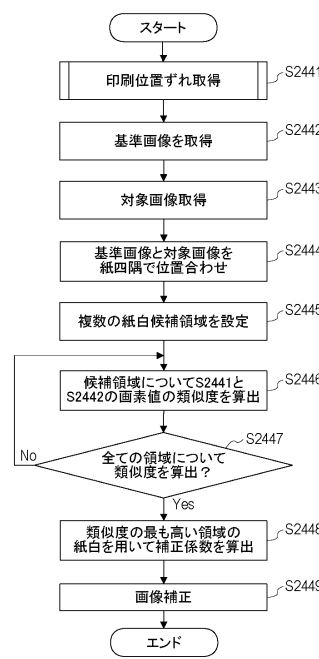 スタート
印刷位置ずれ取得
S2441
基準画像を取得
S2442
対象画像取得
S2443
基準画像と対象画像を
紙四隅で位置合わせ
S2444
複数の紙白候補領域を設定
S2445
候補領域についてS2441と
S2442の画素値の類似度を算出
S2446
全ての領域について
類似度を算出?
S2447
No
Yes
類似度の最も高い領域の
紙白を用いて補正係数を算出
S2448
画像補正
S2449
エンド